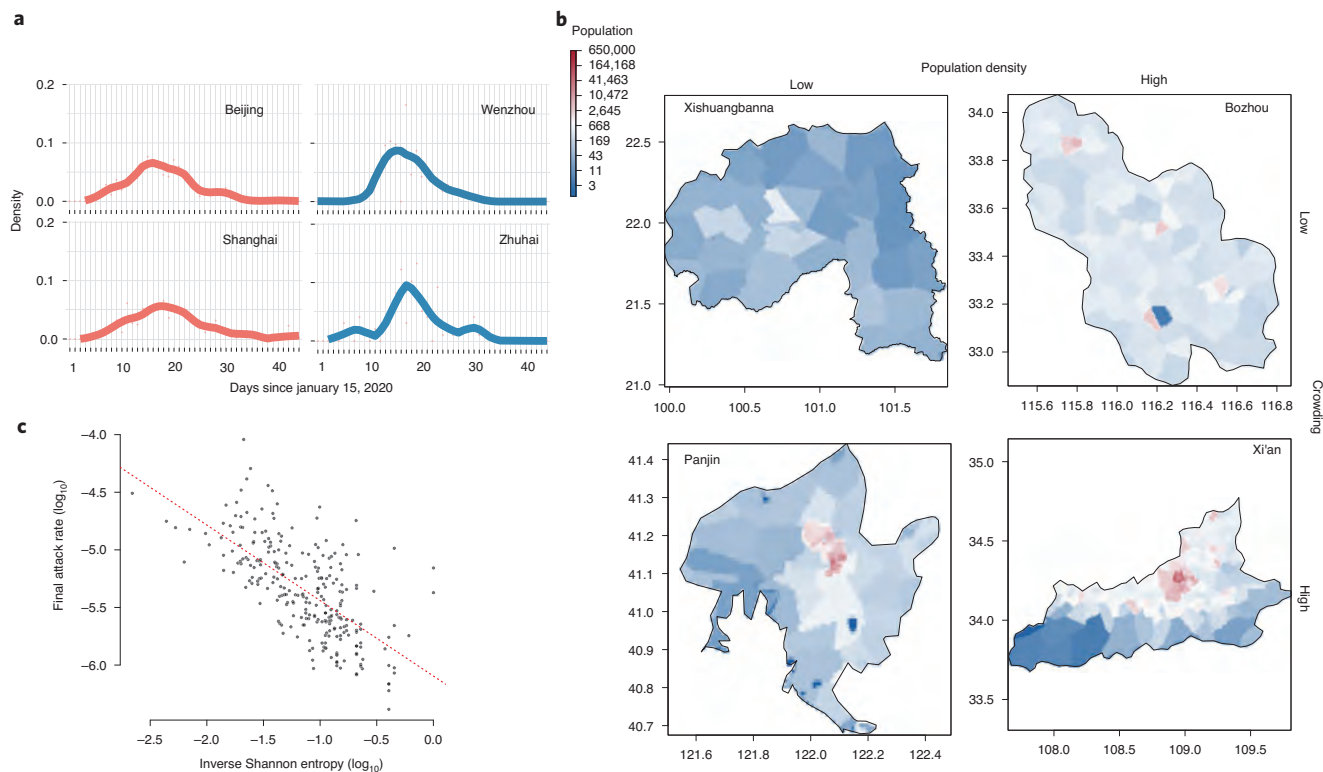 a
0.2
0.1
0.0
0.2
0.1
0.0
Density
Beijing
Wenzhou
Shanghai
Zhuhai
1 10 20 30 40 1 10 20 30 40
Days since january 15, 2020
b
Population
650,000
164,168
41,463
10,472
2,645
668
169
43
11
3
Population density
Low
High
Xishuangbanna
22.5
22.0
21.5
21.0
100.0 100.5 101.0 101.5
Bozhou
34.0
33.8
33.6
33.4
33.2
33.0
115.6 115.8 116.0 116.2 116.4 116.6 116.8
Low
Crowding
High
Panjin
41.4
41.3
41.2
41.1
41.0
40.9
40.8
40.7
121.6 121.8 122.0 122.2 122.4
Xi'an
35.0
34.5
34.0
33.5
108.0 108.5 109.0 109.5
c
–4.0
–4.5
–5.0
–5.5
–6.0
Final attack rate (log10)
–2.5 –2.0 –1.5 –1.0 –0.5 0.0
Inverse Shannon entropy (log10)